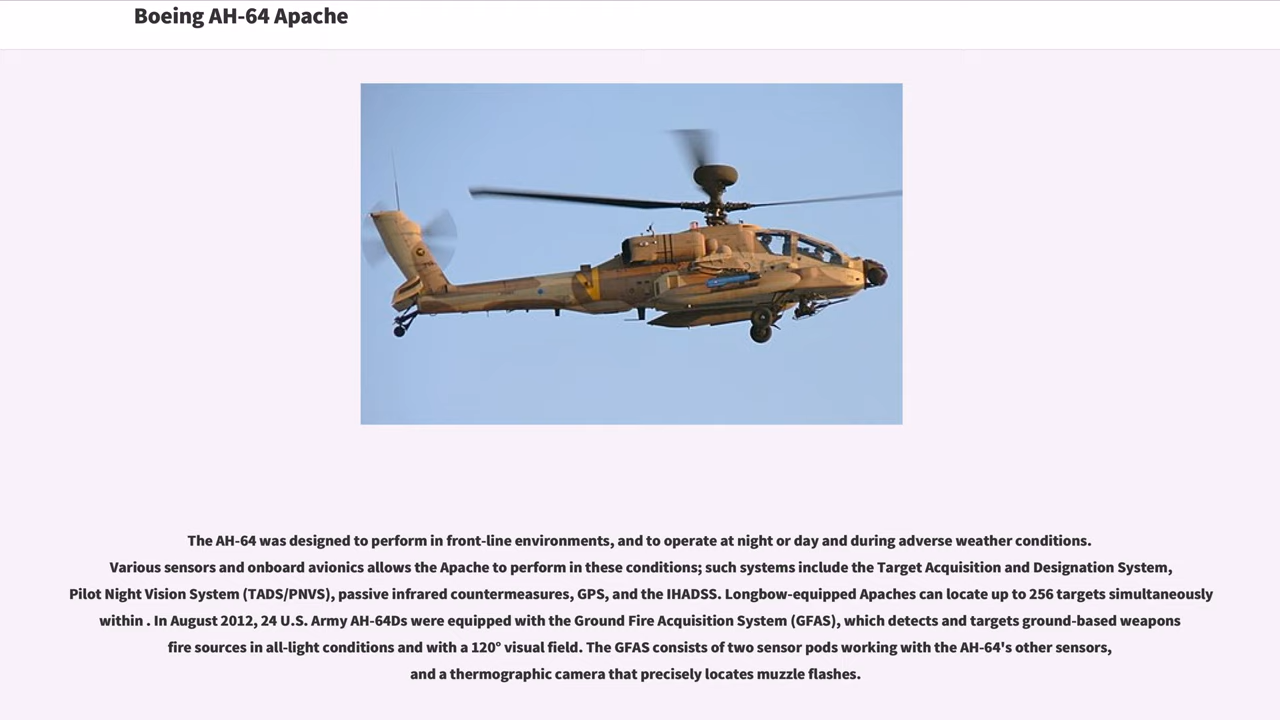 Boeing AH-64 Apache
The AH-64 was designed to perform in front-line environments, and to operate at night or day and during adverse weather conditions.
Various sensors and onboard avionics allows the Apache to perform in these conditions; such systems include the Target Acquisition and Designation System,
Pilot Night Vision System (TADS/PNVS), passive infrared countermeasures, GPS, and the IHADSS. Longbow-equipped Apaches can locate up to 256 targets simultaneously
within . In August 2012, 24 U.S. Army AH-64Ds were equipped with the Ground Fire Acquisition System (GFAS), which detects and targets ground-based weapons
fire sources in all-light conditions and with a 120° visual field. The GFAS consists of two sensor pods working with the AH-64's other sensors,
and a thermographic camera that precisely locates muzzle flashes.